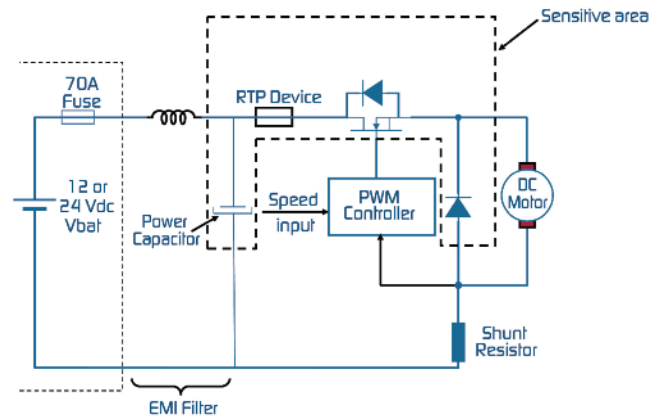 Sensitive area
70A
Fuse
RTP Device
12 or
24 Vdc
Vbat
Power
Capacitor
Speed
input
PWM
Controller
DC
Motor
Shunt
Resistor
EMI Filter